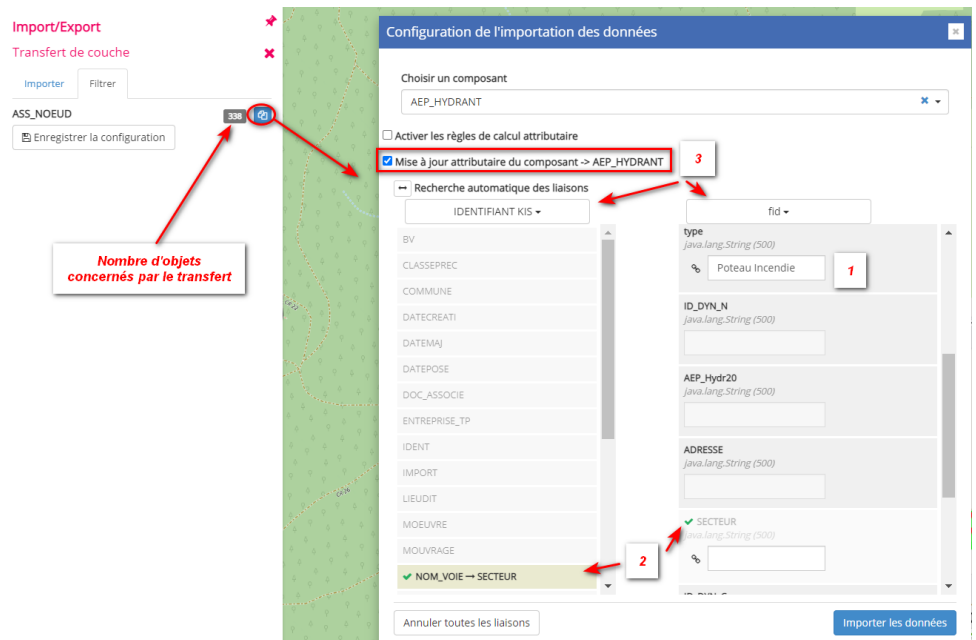 Import/Export
Transfert de couche
Importer
Filtrer
ASS_NOEUD
338
Enregistrer la configuration
Nombre d'objets
concernés par le transfert
Configuration de l'importation des données
Choisir un composant
AEP_HYDRANT
Activer les règles de calcul attributaire
Mise à jour attributaire du composant -> AEP_HYDRANT
3
Recherche automatique des liaisons
IDENTIFIANT KIS
BV
CLASSEPREC
COMMUNE
DATECREATI
DATEMAJ
DATEPOSE
DOC_ASSOCIE
ENTREPRISE_TP
IDENT
IMPORT
LIEUDIT
MOEUVRE
MOUVRAGE
NOM_VOIE → SECTEUR
2
fid
type
java.lang.String (500)
Poteau Incendie
1
ID_DYN_N
java.lang.String (500)
AEP_Hydr20
java.lang.String (500)
ADRESSE
java.lang.String (500)
SECTEUR
java.lang.String (500)
Annuler toutes les liaisons
Importer les données